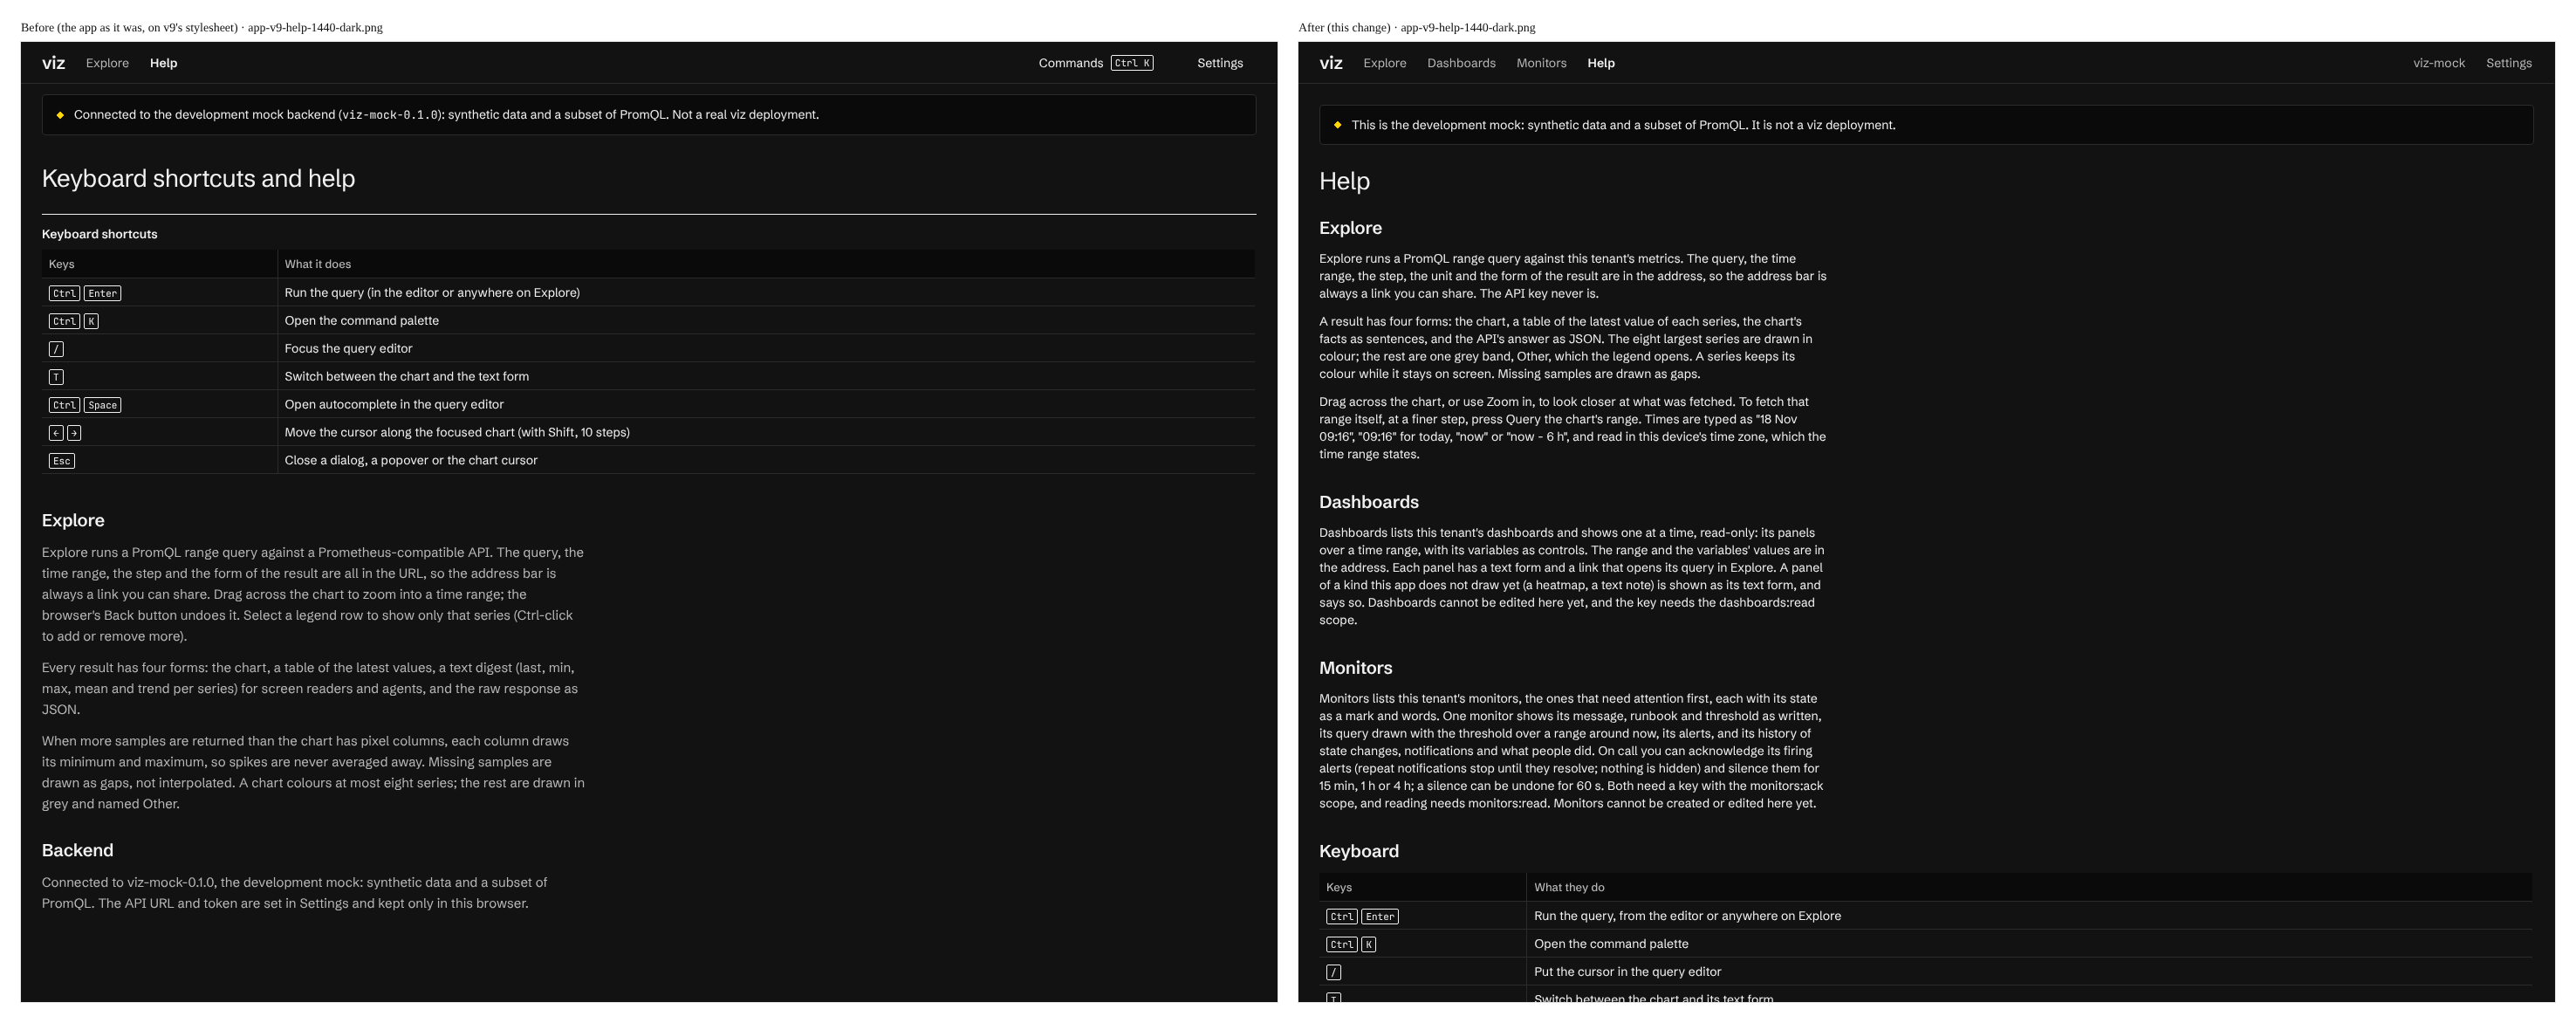 Before (the app as it was, on v9's stylesheet) · app-v9-help-1440-dark.png
viz Explore Help Commands Ctrl K Settings
Connected to the development mock backend (viz-mock-0.1.0): synthetic data and a subset of PromQL. Not a real viz deployment.
Keyboard shortcuts and help
Keyboard shortcuts
Keys What it does
Ctrl Enter Run the query (in the editor or anywhere on Explore)
Ctrl K Open the command palette
/ Focus the query editor
T Switch between the chart and the text form
Ctrl Space Open autocomplete in the query editor
← → Move the cursor along the focused chart (with Shift, 10 steps)
Esc Close a dialog, a popover or the chart cursor
Explore
Explore runs a PromQL range query against a Prometheus-compatible API. The query, the
time range, the step and the form of the result are all in the URL, so the address bar is
always a link you can share. Drag across the chart to zoom into a time range; the
browser's Back button undoes it. Select a legend row to show only that series (Ctrl-click
to add or remove more).
Every result has four forms: the chart, a table of the latest values, a text digest (last, min,
max, mean and trend per series) for screen readers and agents, and the raw response as
JSON.
When more samples are returned than the chart has pixel columns, each column draws
its minimum and maximum, so spikes are never averaged away. Missing samples are
drawn as gaps, not interpolated. A chart colours at most eight series; the rest are drawn in
grey and named Other.
Backend
Connected to viz-mock-0.1.0, the development mock: synthetic data and a subset of
PromQL. The API URL and token are set in Settings and kept only in this browser.
After (this change) · app-v9-help-1440-dark.png
viz Explore Dashboards Monitors Help viz-mock Settings
This is the development mock: synthetic data and a subset of PromQL. It is not a viz deployment.
Help
Explore
Explore runs a PromQL range query against this tenant's metrics. The query, the time
range, the step, the unit and the form of the result are in the address, so the address bar is
always a link you can share. The API key never is.
A result has four forms: the chart, a table of the latest value of each series, the chart's
facts as sentences, and the API's answer as JSON. The eight largest series are drawn in
colour; the rest are one grey band, Other, which the legend opens. A series keeps its
colour while it stays on screen. Missing samples are drawn as gaps.
Drag across the chart, or use Zoom in, to look closer at what was fetched. To fetch that
range itself, at a finer step, press Query the chart's range. Times are typed as "18 Nov
09:16", "09:16" for today, "now" or "now - 6 h", and read in this device's time zone, which the
time range states.
Dashboards
Dashboards lists this tenant's dashboards and shows one at a time, read-only: its panels
over a time range, with its variables as controls. The range and the variables' values are in
the address. Each panel has a text form and a link that opens its query in Explore. A panel
of a kind this app does not draw yet (a heatmap, a text note) is shown as its text form, and
says so. Dashboards cannot be edited here yet, and the key needs the dashboards:read
scope.
Monitors
Monitors lists this tenant's monitors, the ones that need attention first, each with its state
as a mark and words. One monitor shows its message, runbook and threshold as written,
its query drawn with the threshold over a range around now, its alerts, and its history of
state changes, notifications and what people did. On call you can acknowledge its firing
alerts (repeat notifications stop until they resolve; nothing is hidden) and silence them for
15 min, 1 h or 4 h; a silence can be undone for 60 s. Both need a key with the monitors:ack
scope, and reading needs monitors:read. Monitors cannot be created or edited here yet.
Keyboard
Keys What they do
Ctrl Enter Run the query, from the editor or anywhere on Explore
Ctrl K Open the command palette
/ Put the cursor in the query editor
T Switch between the chart and its text form